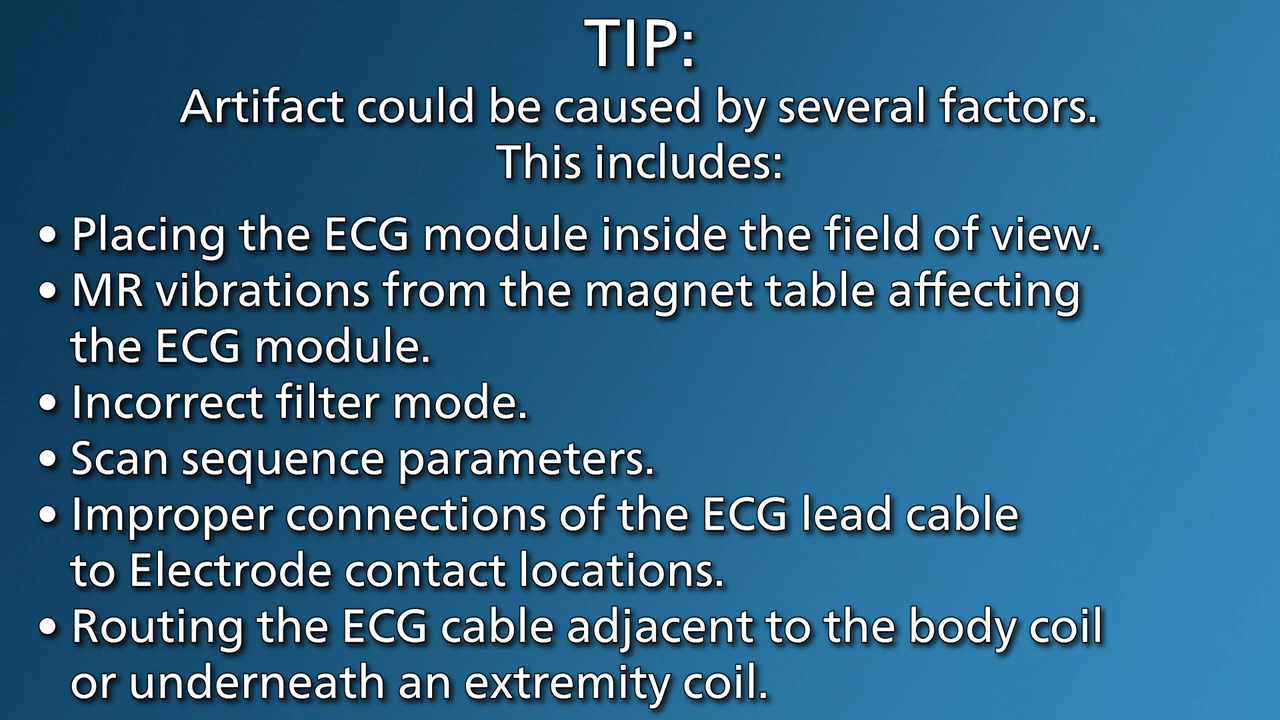 TIP:
Artifact could be caused by several factors.
This includes:
• Placing the ECG module inside the field of view.
• MR vibrations from the magnet table affecting
the ECG module.
• Incorrect filter mode.
• Scan sequence parameters.
• Improper connections of the ECG lead cable
to Electrode contact locations.
• Routing the ECG cable adjacent to the body coil
or underneath an extremity coil.